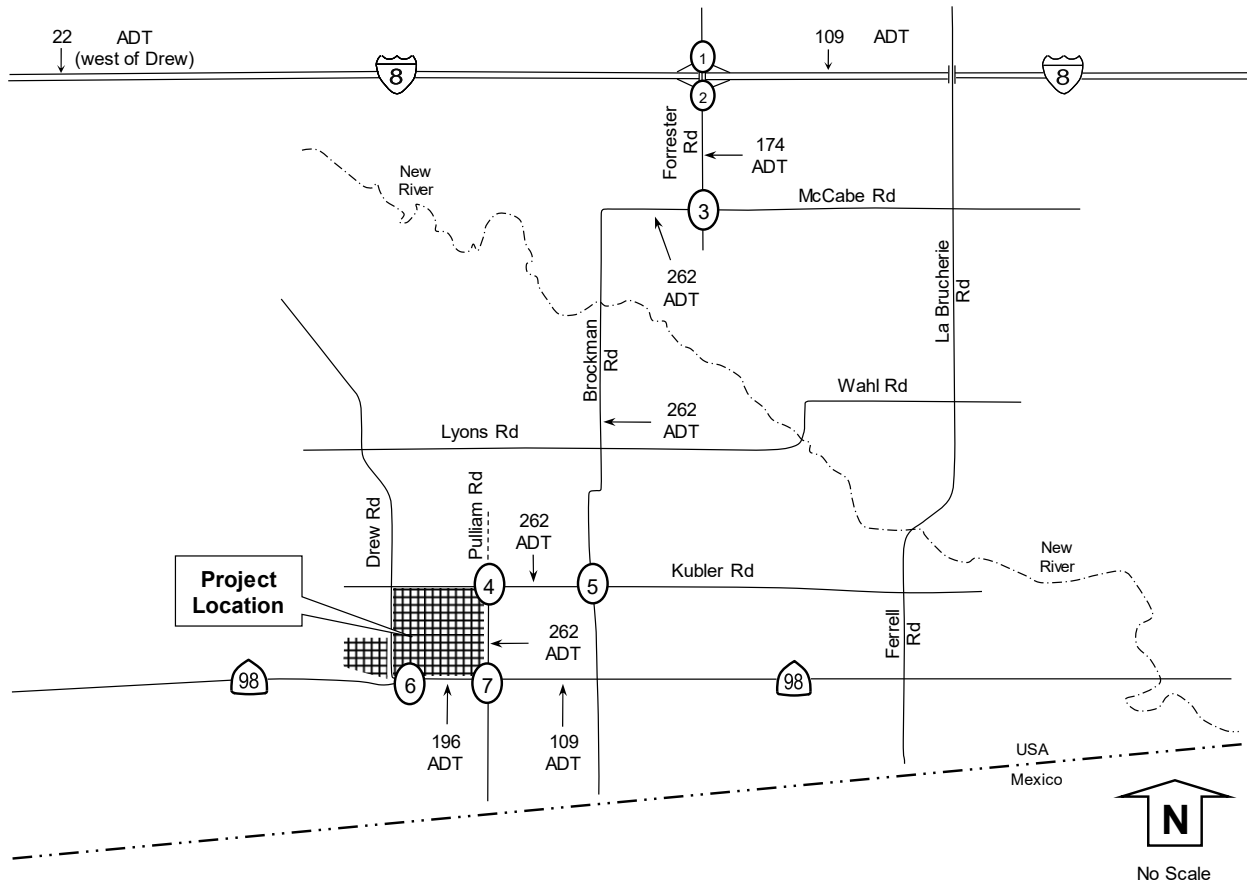 22 ADT
(west of Drew)
109 ADT
8
8
1
2
Forrester
Rd
174
ADT
New
River
3
McCabe Rd
262
ADT
La Brucherie
Rd
Brockman
Rd
Wahl Rd
262
ADT
Lyons Rd
Drew Rd
Pulliam Rd
262
ADT
New
River
Project
Location
4
5
Kubler Rd
262
ADT
Ferrell
Rd
98
6
7
98
196
ADT
109
ADT
USA
Mexico
N
No Scale